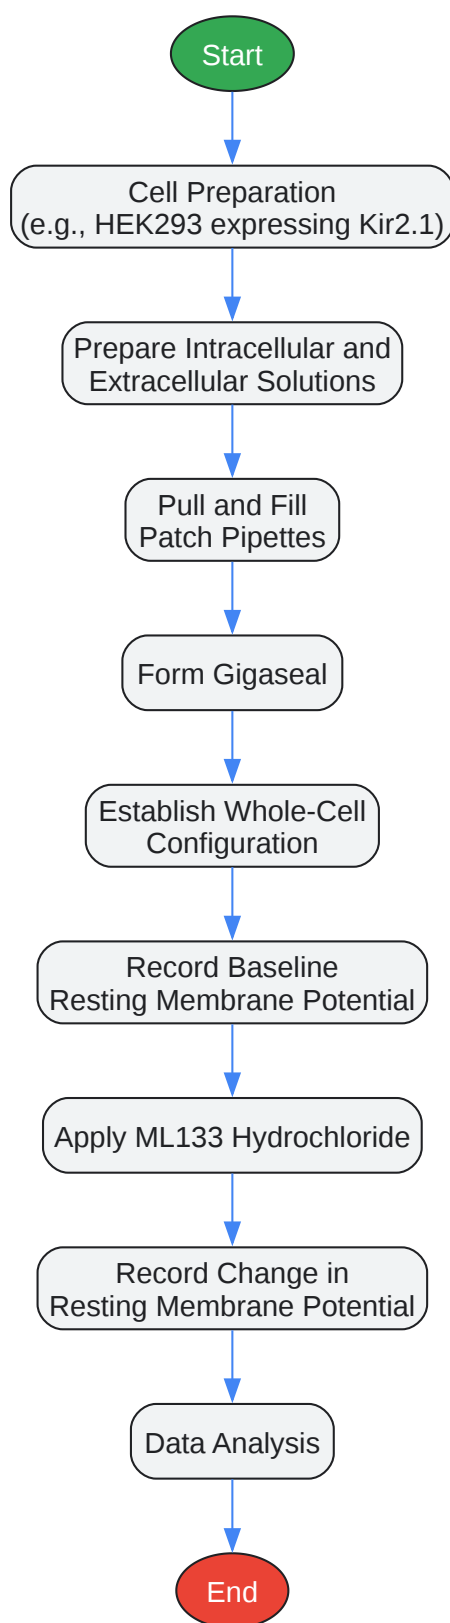 Start
Cell Preparation
(e.g., HEK293 expressing Kir2.1)
Prepare Intracellular and
Extracellular Solutions
Pull and Fill
Patch Pipettes
Form Gigaseal
Establish Whole-Cell
Configuration
Record Baseline
Resting Membrane Potential
Apply ML133 Hydrochloride
Record Change in
Resting Membrane Potential
Data Analysis
End